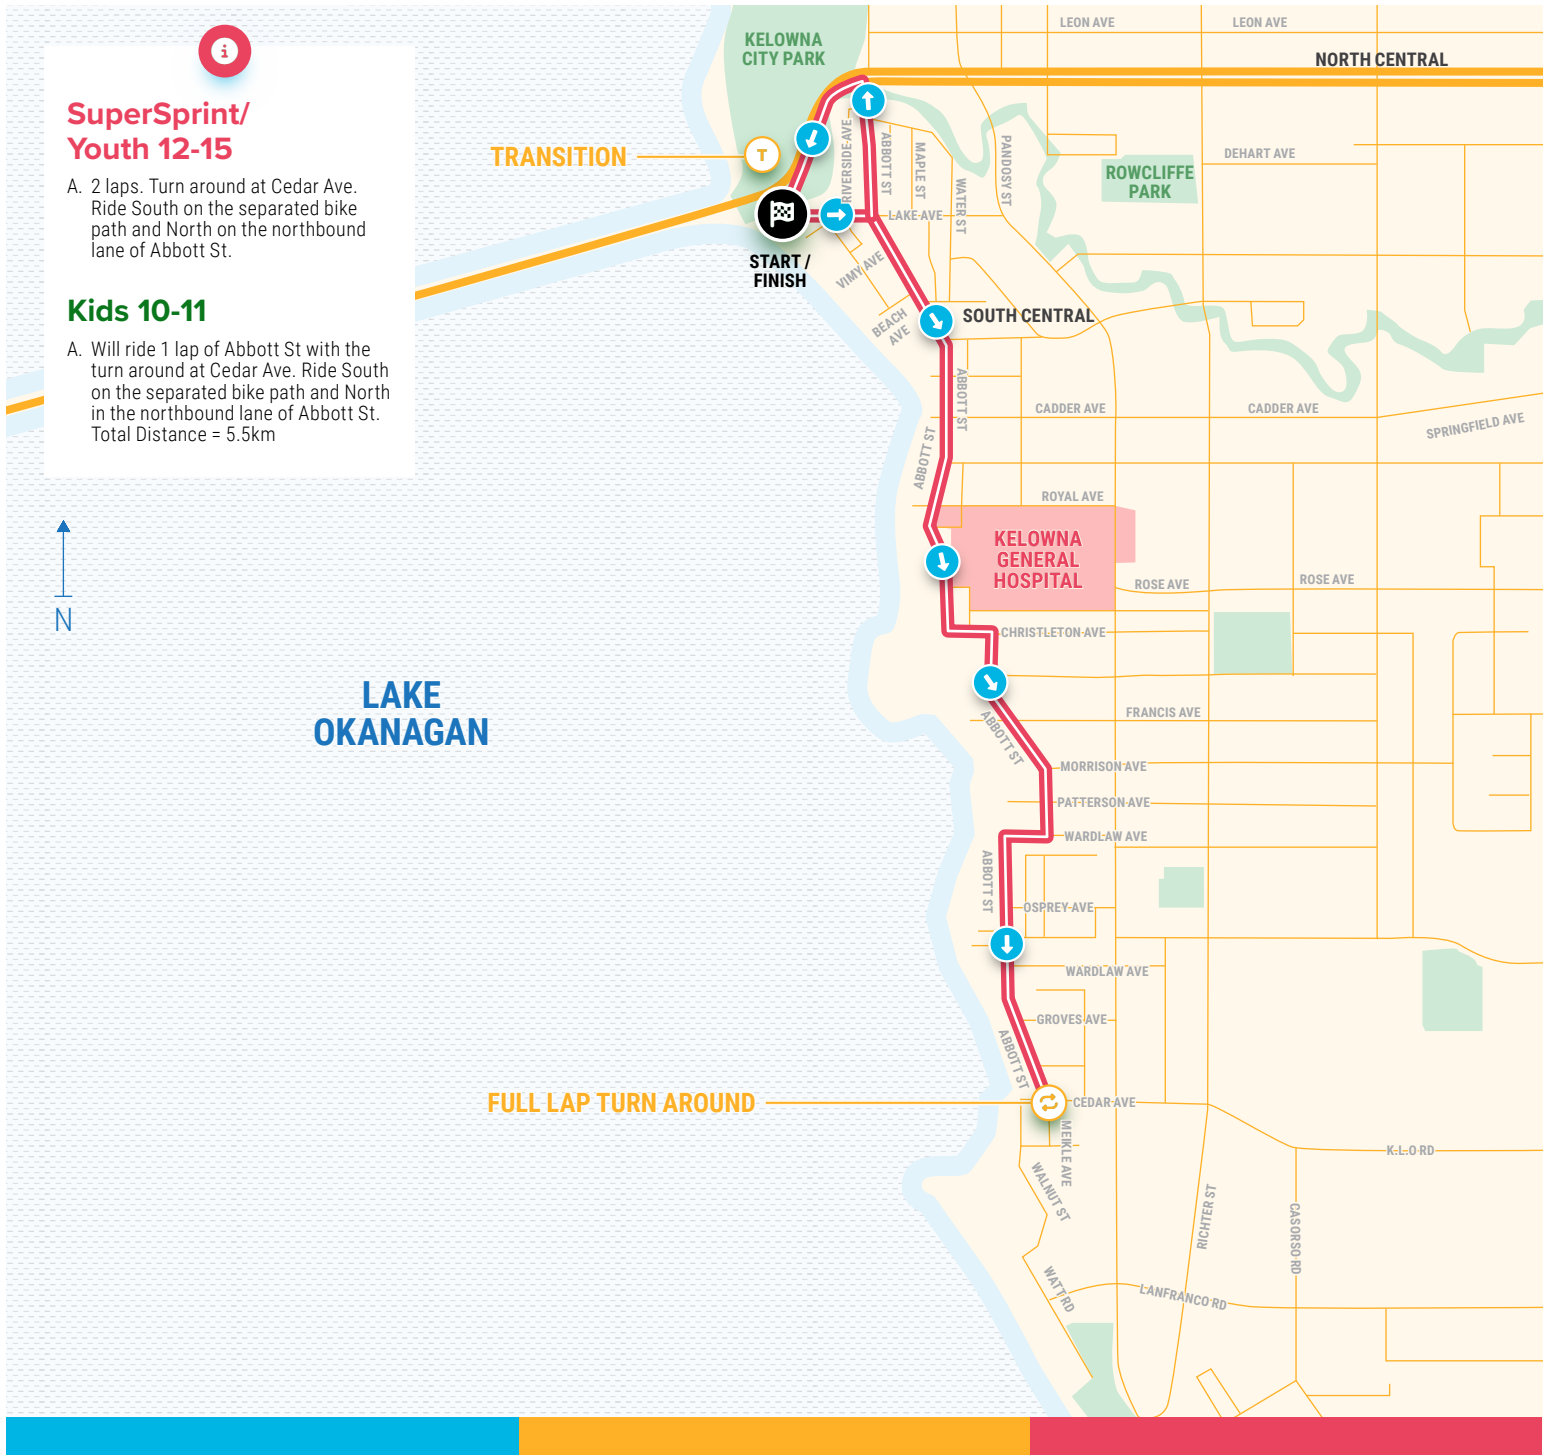 SuperSprint/
Youth 12-15
A. 2 laps. Turn around at Cedar Ave.
Ride South on the separated bike
path and North on the northbound
lane of Abbott St.
Kids 10-11
A. Will ride 1 lap of Abbott St with the
turn around at Cedar Ave. Ride South
on the separated bike path and North
in the northbound lane of Abbott St.
Total Distance = 5.5km
N
LAKE
OKANAGAN
KELOWNA
CITY PARK
LEON AVE
LEON AVE
NORTH CENTRAL
TRANSITION
T
RIVERSIDE AVE
ABBOTT ST
MAPLE ST
WATER ST
PANDOSY ST
DEHART AVE
ROWCLIFFE
PARK
LAKE AVE
START /
FINISH
VIMY AVE
BEACH
AVE
SOUTH CENTRAL
ABBOTT ST
CADDER AVE
CADDER AVE
SPRINGFIELD AVE
ABBOTT ST
ROYAL AVE
KELOWNA
GENERAL
HOSPITAL
ROSE AVE
ROSE AVE
CHRISTLETON AVE
ABBOTT ST
FRANCIS AVE
MORRISON AVE
PATTERSON AVE
WARDLAW AVE
ABBOTT ST
OSPREY AVE
WARDLAW AVE
GROVES AVE
ABBOTT ST
FULL LAP TURN AROUND
CEDAR AVE
MEIKLE AVE
K.L.O RD
WALNUT ST
RICHTER ST
CASORSO RD
WATT RD
LANFRANCO RD